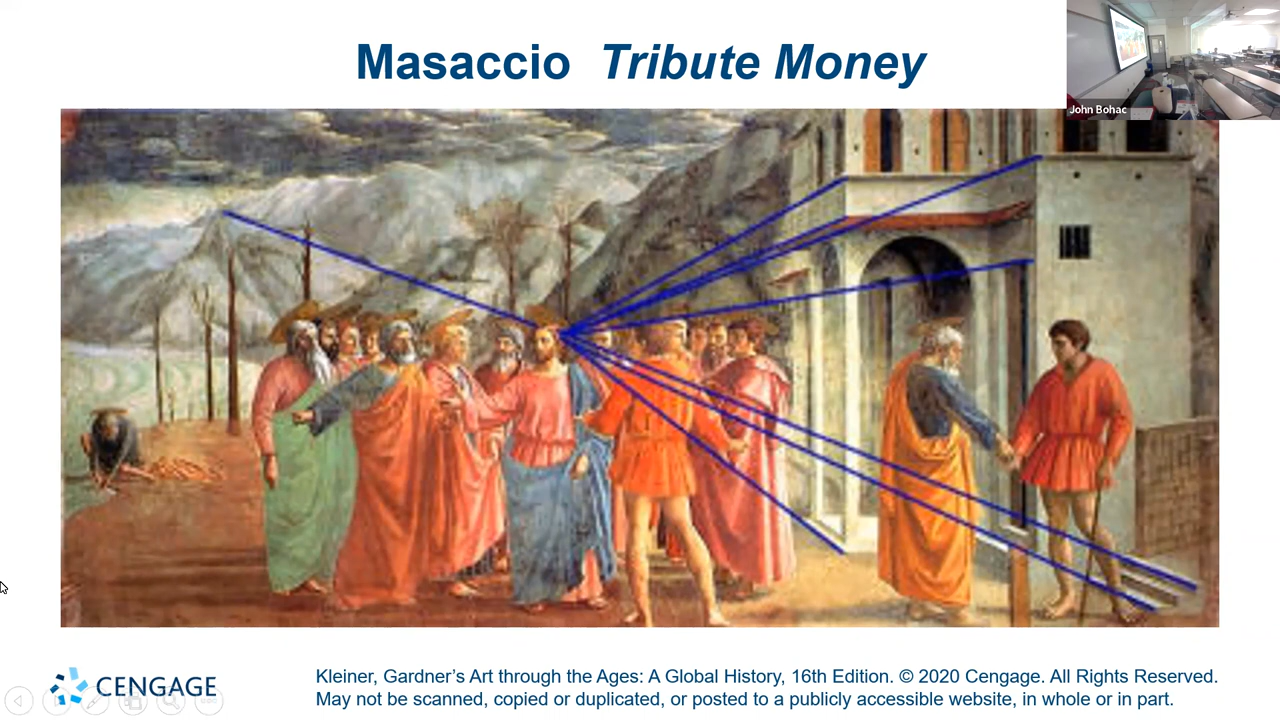 Masaccio Tribute Money
John Bohac
CENGAGE
Kleiner, Gardner’s Art through the Ages: A Global History, 16th Edition. © 2020 Cengage. All Rights Reserved.
May not be scanned, copied or duplicated, or posted to a publicly accessible website, in whole or in part.